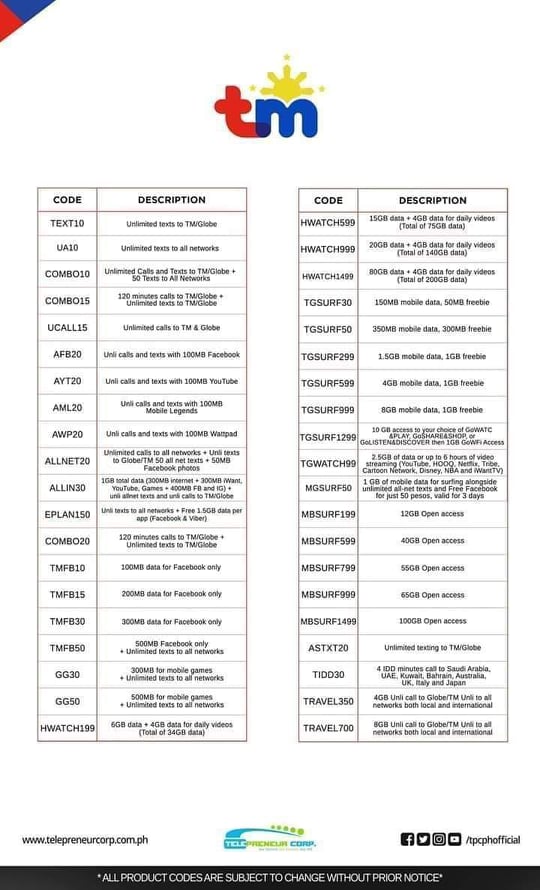 tm
CODE DESCRIPTION
TEXT10 Unlimited texts to TM/Globe
UA10 Unlimited texts to all networks
COMBO10 Unlimited Calls and Texts to TM/Globe +
50 Texts to All Networks
COMBO15 120 minutes calls to TM/Globe +
Unlimited texts to TM/Globe
UCALL15 Unlimited calls to TM & Globe
AFB20 Unli calls and texts with 100MB Facebook
AYT20 Unli calls and texts with 100MB YouTube
AML20 Unli calls and texts with 100MB
Mobile Legends
AWP20 Unli calls and texts with 100MB Wattpad
ALLNET20 Unlimited calls to all networks + Unli texts
to Globe/TM 50 all net texts + 50MB
Facebook photos
ALLIN30 1GB total data (300MB internet + 300MB iWant,
YouTube, Games + 400MB FB and IG) +
unli allnet texts and unli calls to TM/Globe
EPLAN150 Unli texts to all networks + Free 1.5GB data per
app (Facebook & Viber)
COMBO20 120 minutes calls to TM/Globe +
Unlimited texts to TM/Globe
TMFB10 100MB data for Facebook only
TMFB15 200MB data for Facebook only
TMFB30 300MB data for Facebook only
TMFB50 500MB Facebook only
+ Unlimited texts to all networks
GG30 300MB for mobile games
+ Unlimited texts to all networks
GG50 500MB for mobile games
+ Unlimited texts to all networks
HWATCH199 6GB data + 4GB data for daily videos
(Total of 34GB data)
CODE DESCRIPTION
HWATCH599 15GB data + 4GB data for daily videos
(Total of 75GB data)
HWATCH999 20GB data + 4GB data for daily videos
(Total of 140GB data)
HWATCH1499 80GB data + 4GB data for daily videos
(Total of 200GB data)
TGSURF30 150MB mobile data, 50MB freebie
TGSURF50 350MB mobile data, 300MB freebie
TGSURF299 1.5GB mobile data, 1GB freebie
TGSURF599 4GB mobile data, 1GB freebie
TGSURF999 8GB mobile data, 1GB freebie
TGSURF1299 10 GB access to your choice of GoWATC
&PLAY, GoSHARE&SHOP, or
GoLISTEN&DISCOVER then 1GB GoWiFi Access
TGWATCH99 2.5GB of data or up to 6 hours of video
streaming (YouTube, HOOQ, Netflix, Tribe,
Cartoon Network, Disney, NBA and iWantTV)
MGSURF50 1 GB of mobile data for surfing alongside
unlimited all-net texts and Free Facebook
for just 50 pesos, valid for 3 days
MBSURF199 12GB Open access
MBSURF599 40GB Open access
MBSURF799 55GB Open access
MBSURF999 65GB Open access
MBSURF1499 100GB Open access
ASTXT20 Unlimited texting to TM/Globe
TIDD30 4 IDD minutes call to Saudi Arabia,
UAE, Kuwait, Bahrain, Australia,
UK, Italy and Japan
TRAVEL350 4GB Unli call to Globe/TM Unli to all
networks both local and international
TRAVEL700 8GB Unli call to Globe/TM Unli to all
networks both local and international
www.telepreneurcorp.com.ph
TELEPRENEUR CORP.
/tpcphofficial
*ALL PRODUCT CODES ARE SUBJECT TO CHANGE WITHOUT PRIOR NOTICE*